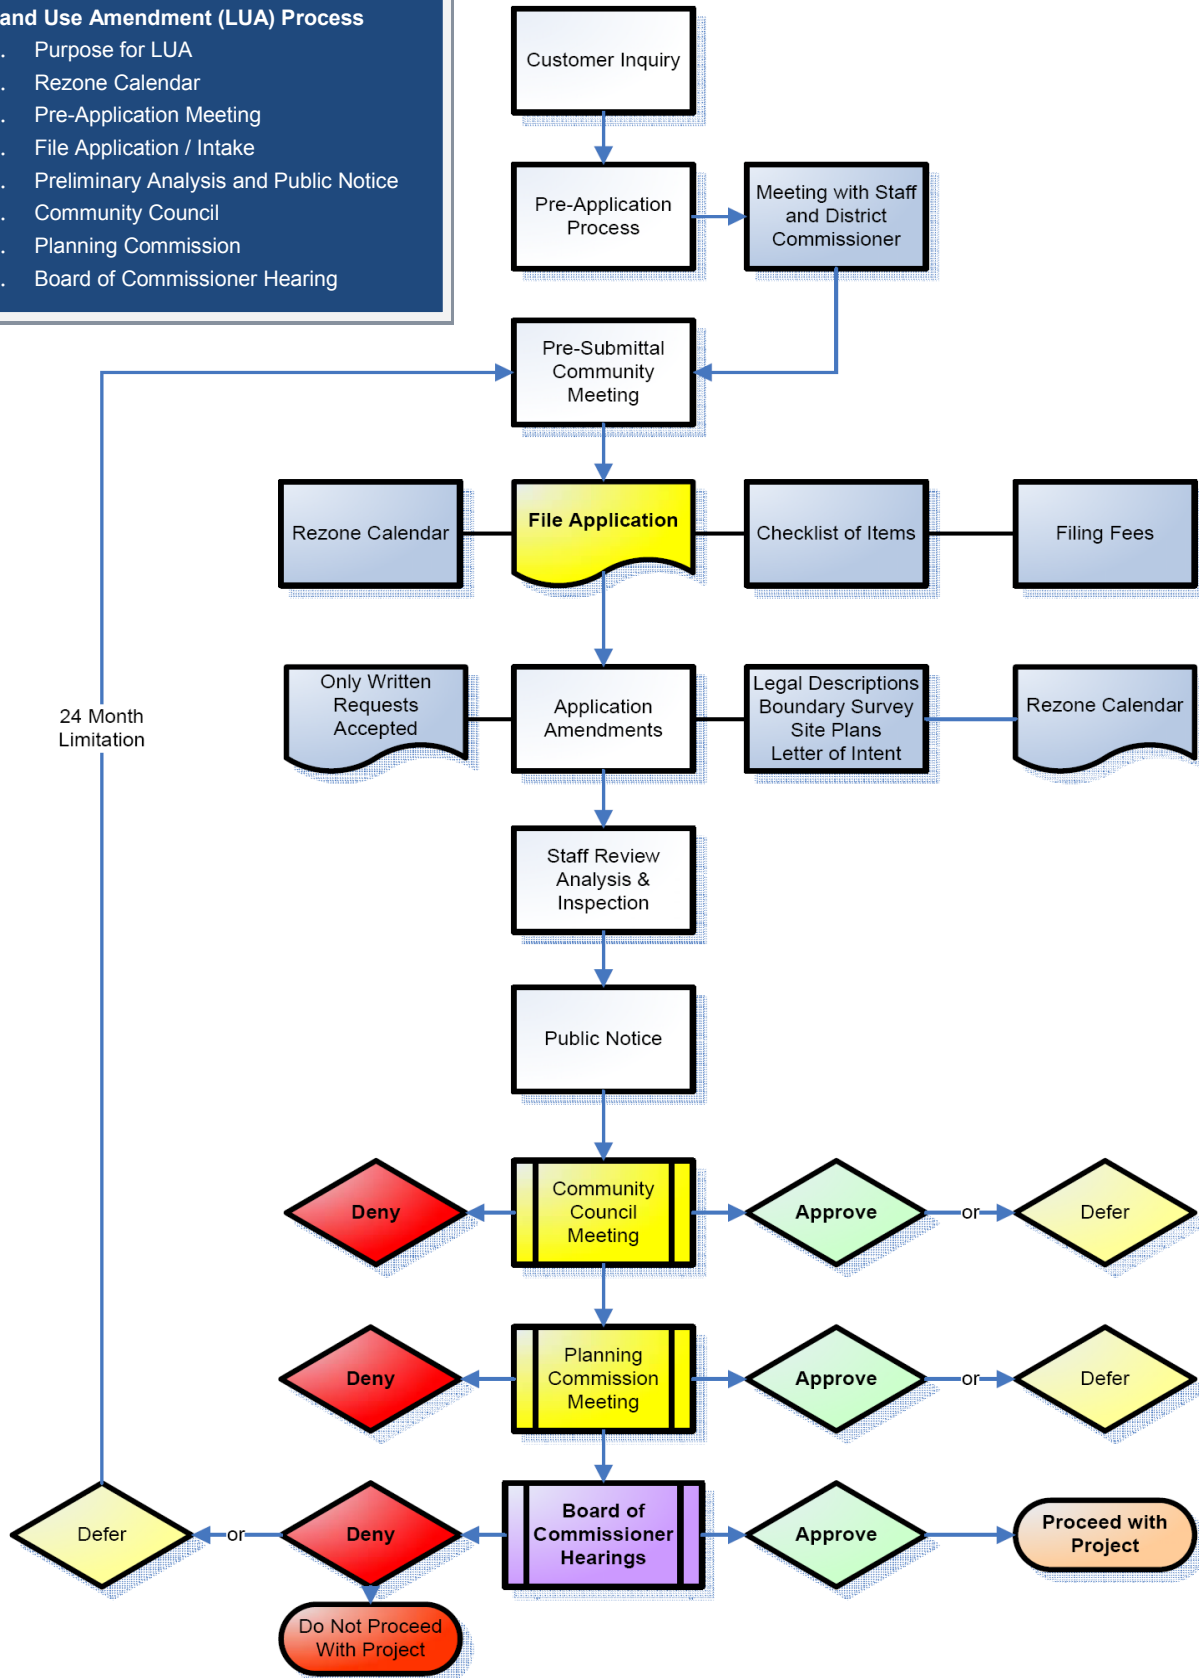 and Use Amendment (LUA) Process
. Purpose for LUA
. Rezone Calendar
. Pre-Application Meeting
. File Application / Intake
. Preliminary Analysis and Public Notice
. Community Council
. Planning Commission
. Board of Commissioner Hearing
Customer Inquiry
Pre-Application
Process
Meeting with Staff
and District
Commissioner
Pre-Submittal
Community
Meeting
Rezone Calendar
File Application
Checklist of Items
Filing Fees
Only Written
Requests
Accepted
Application
Amendments
Legal Descriptions
Boundary Survey
Site Plans
Letter of Intent
Rezone Calendar
24 Month
Limitation
Staff Review
Analysis &
Inspection
Public Notice
Deny
Community
Council
Meeting
Approve
or
Defer
Deny
Planning
Commission
Meeting
Approve
or
Defer
Defer
or
Deny
Board of
Commissioner
Hearings
Approve
Proceed with
Project
Do Not Proceed
With Project